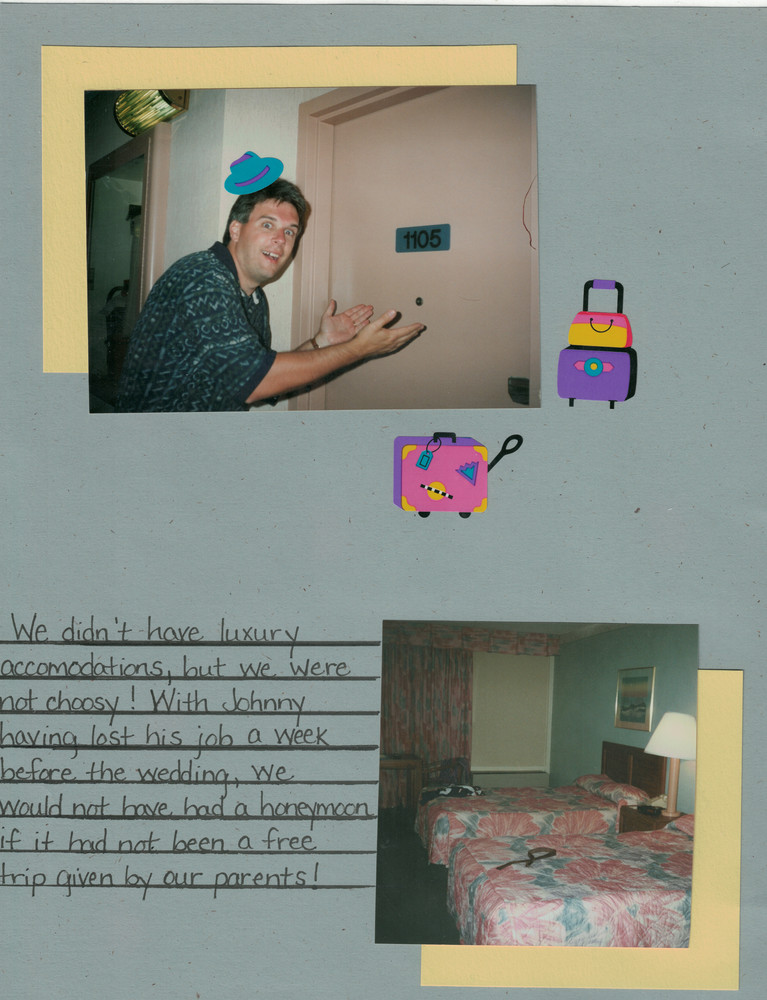 1105
We didn't have luxury
accomodations, but we were
not choosy! With Johnny
having lost his job a week
before the wedding, we
would not have had a honeymoon
if it had not been a free
trip given by our parents!